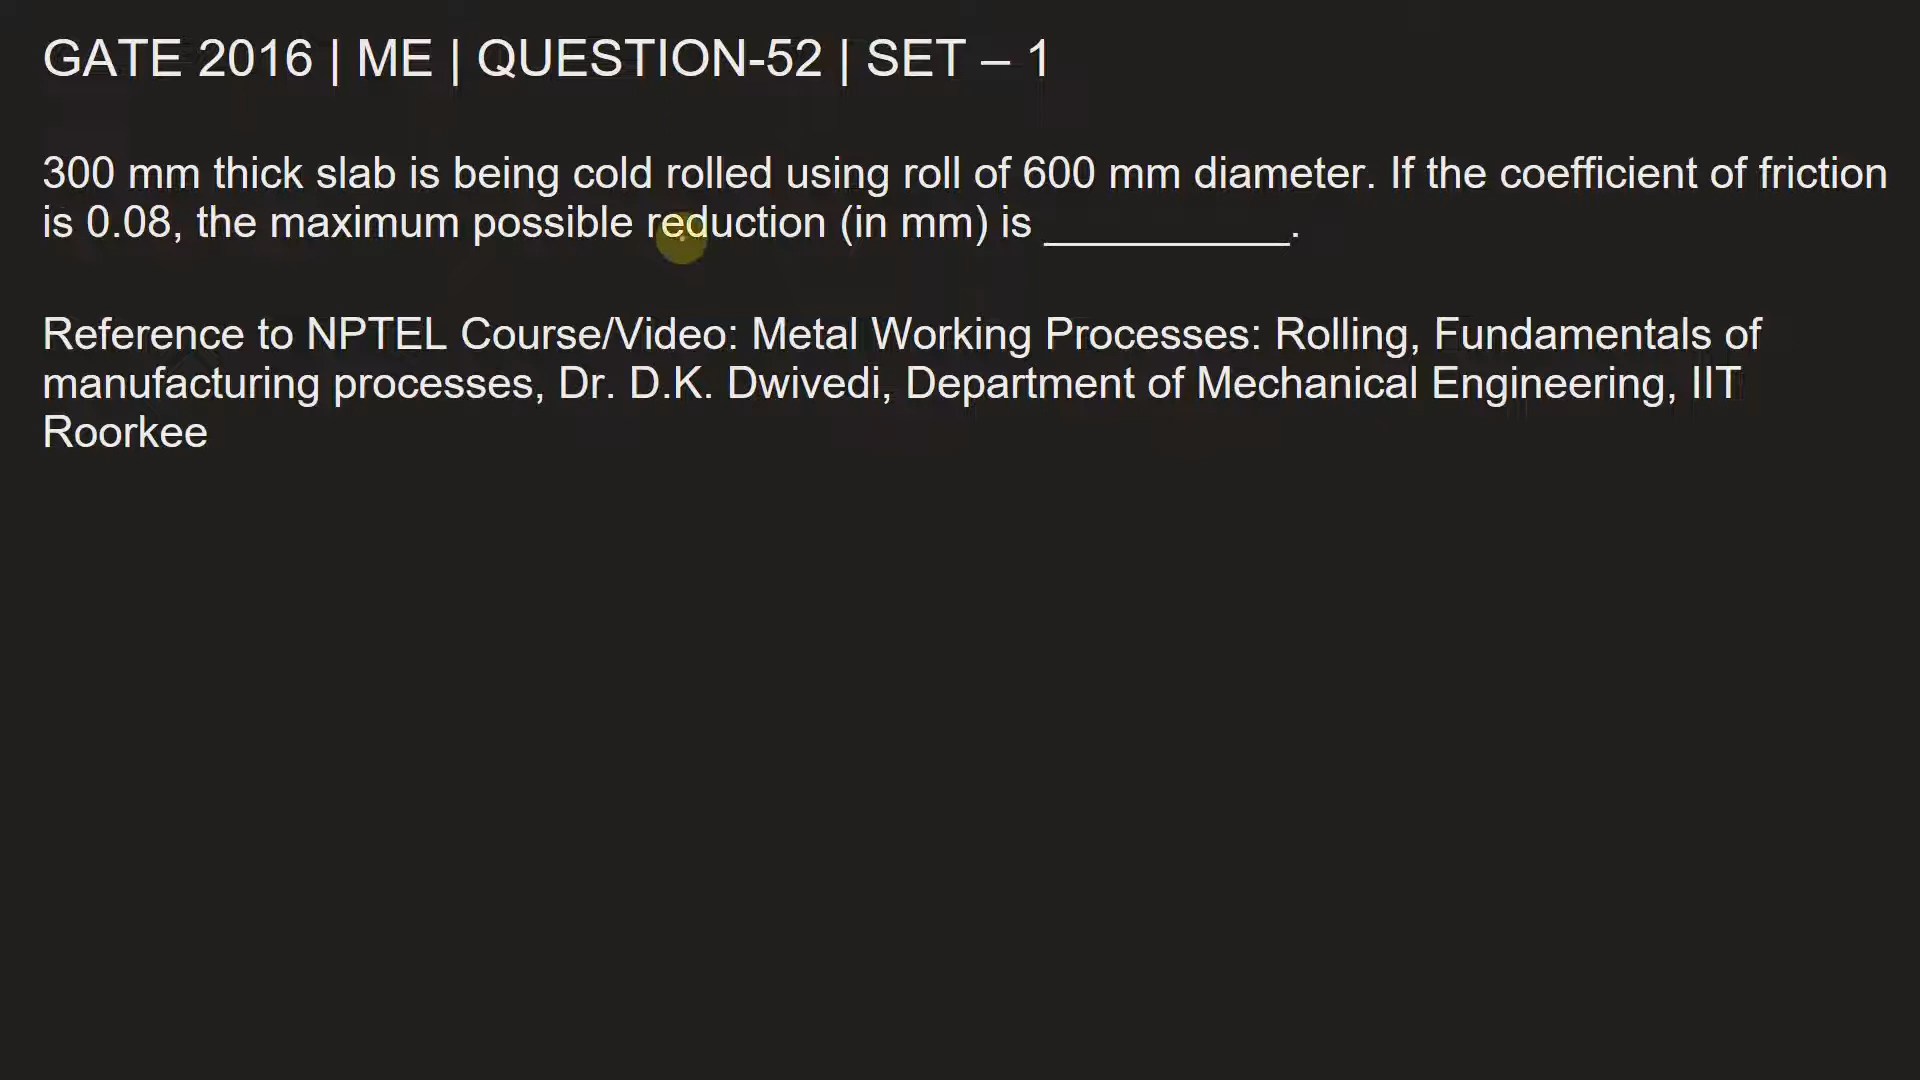 GATE 2016 | ME | QUESTION-52 | SET – 1
300 mm thick slab is being cold rolled using roll of 600 mm diameter. If the coefficient of friction
is 0.08, the maximum possible reduction (in mm) is ___________.
Reference to NPTEL Course/Video: Metal Working Processes: Rolling, Fundamentals of
manufacturing processes, Dr. D.K. Dwivedi, Department of Mechanical Engineering, IIT
Roorkee